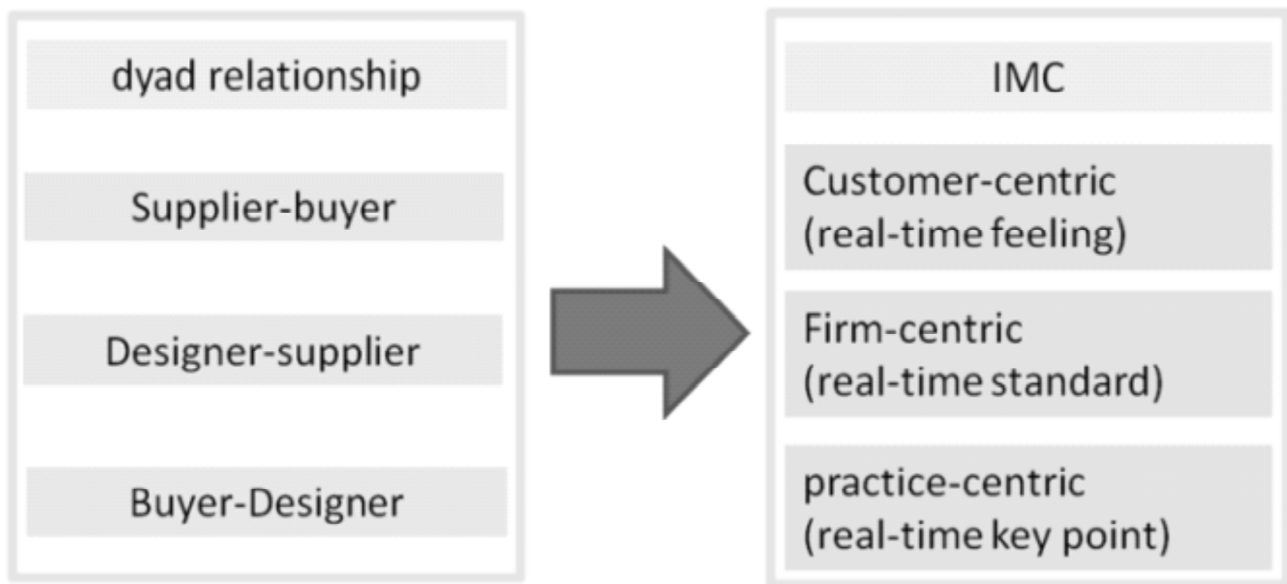 dyad relationship
Supplier-buyer
Designer-supplier
Buyer-Designer
IMC
Customer-centric
(real-time feeling)
Firm-centric
(real-time standard)
practice-centric
(real-time key point)